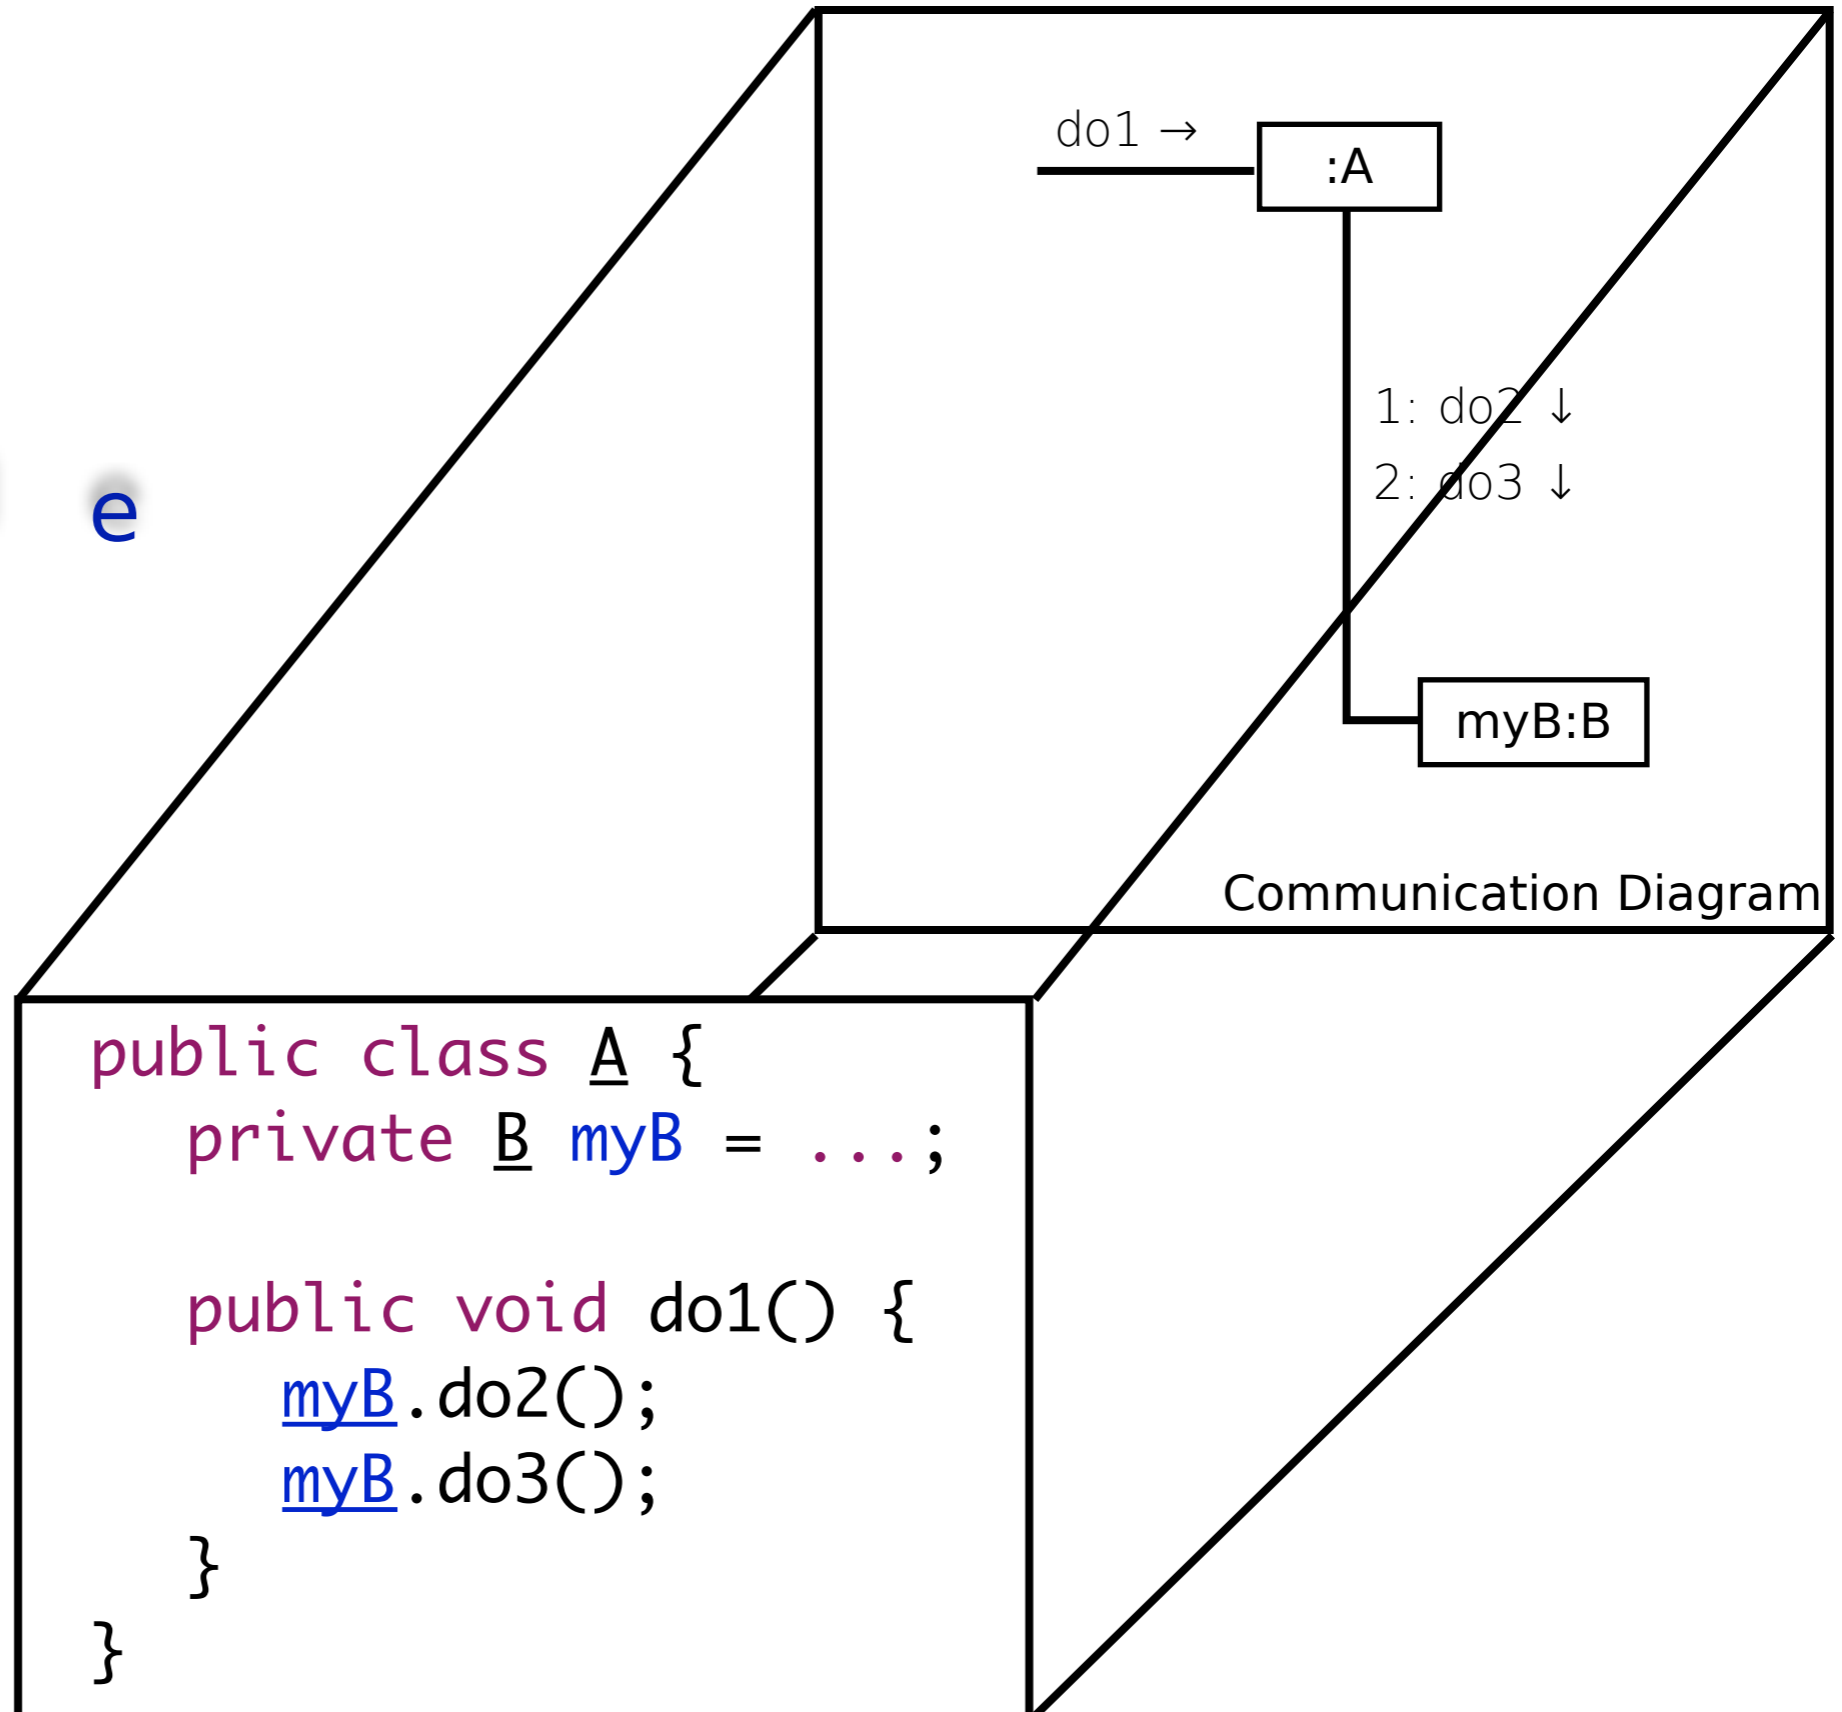 do1 →
:A
1: do2 ↓
2: do3 ↓
e
myB:B
Communication Diagram
public class A {
private B myB = ...;
public void do1() {
myB.do2();
myB.do3();
}
}